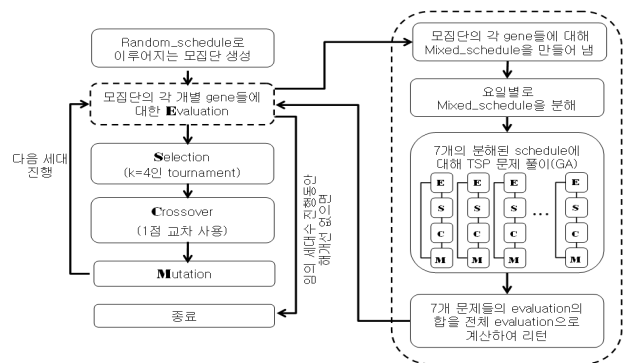 Random_schedule로
이루어지는 모집단 생성
모집단의 각 개별 gene들에
대한 Evaluation
다음 세대
진행
Selection
(k=4인 tournament)
Crossover
(1점 교차 사용)
Mutation
종료
임의 세대수 진행동안
해개선 없으면
모집단의 각 gene들에 대해
Mixed_schedule을 만들어 냄
요일별로
Mixed_schedule을 분해
7개의 분해된 schedule에
대해 TSP 문제 풀이(GA)
E E E E
S S S S
C C C ... C
M M M M
7개 문제들의 evaluation의
합을 전체 evaluation으로
계산하여 리턴